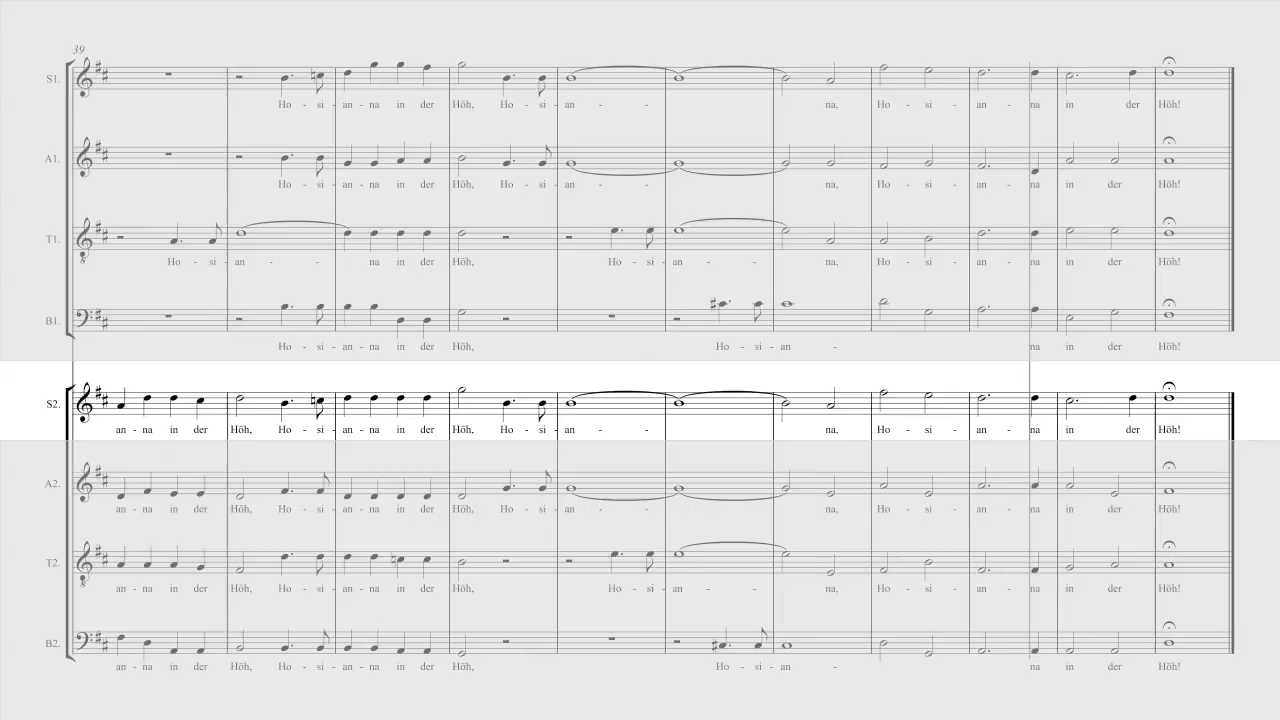 39
S1.
Ho - si - an - na in der Höh, Ho - si - an - - - na, Ho - si - an - na in der Höh!
A1.
Ho - si - an - na in der Höh, Ho - si - an - - - na, Ho - si - an - na in der Höh!
T1.
Ho - si - an - - - na in der Höh, Ho - si - an - - na, Ho - si - an - na in der Höh!
B1.
Ho - si - an - na in der Höh, Ho - si - an - na in der Höh!
S2.
an - na in der Höh, Ho - si - an - na in der Höh, Ho - si - an - - - na, Ho - si - an - na in der Höh!
A2.
an - na in der Höh, Ho - si - an - na in der Höh, Ho - si - an - - - na, Ho - si - an - na in der Höh!
T2.
an - na in der Höh, Ho - si - an - na in der Höh, Ho - si - an - - na, Ho - si - an - na in der Höh!
B2.
an - na in der Höh, Ho - si - an - na in der Höh, Ho - si - an - na in der Höh!